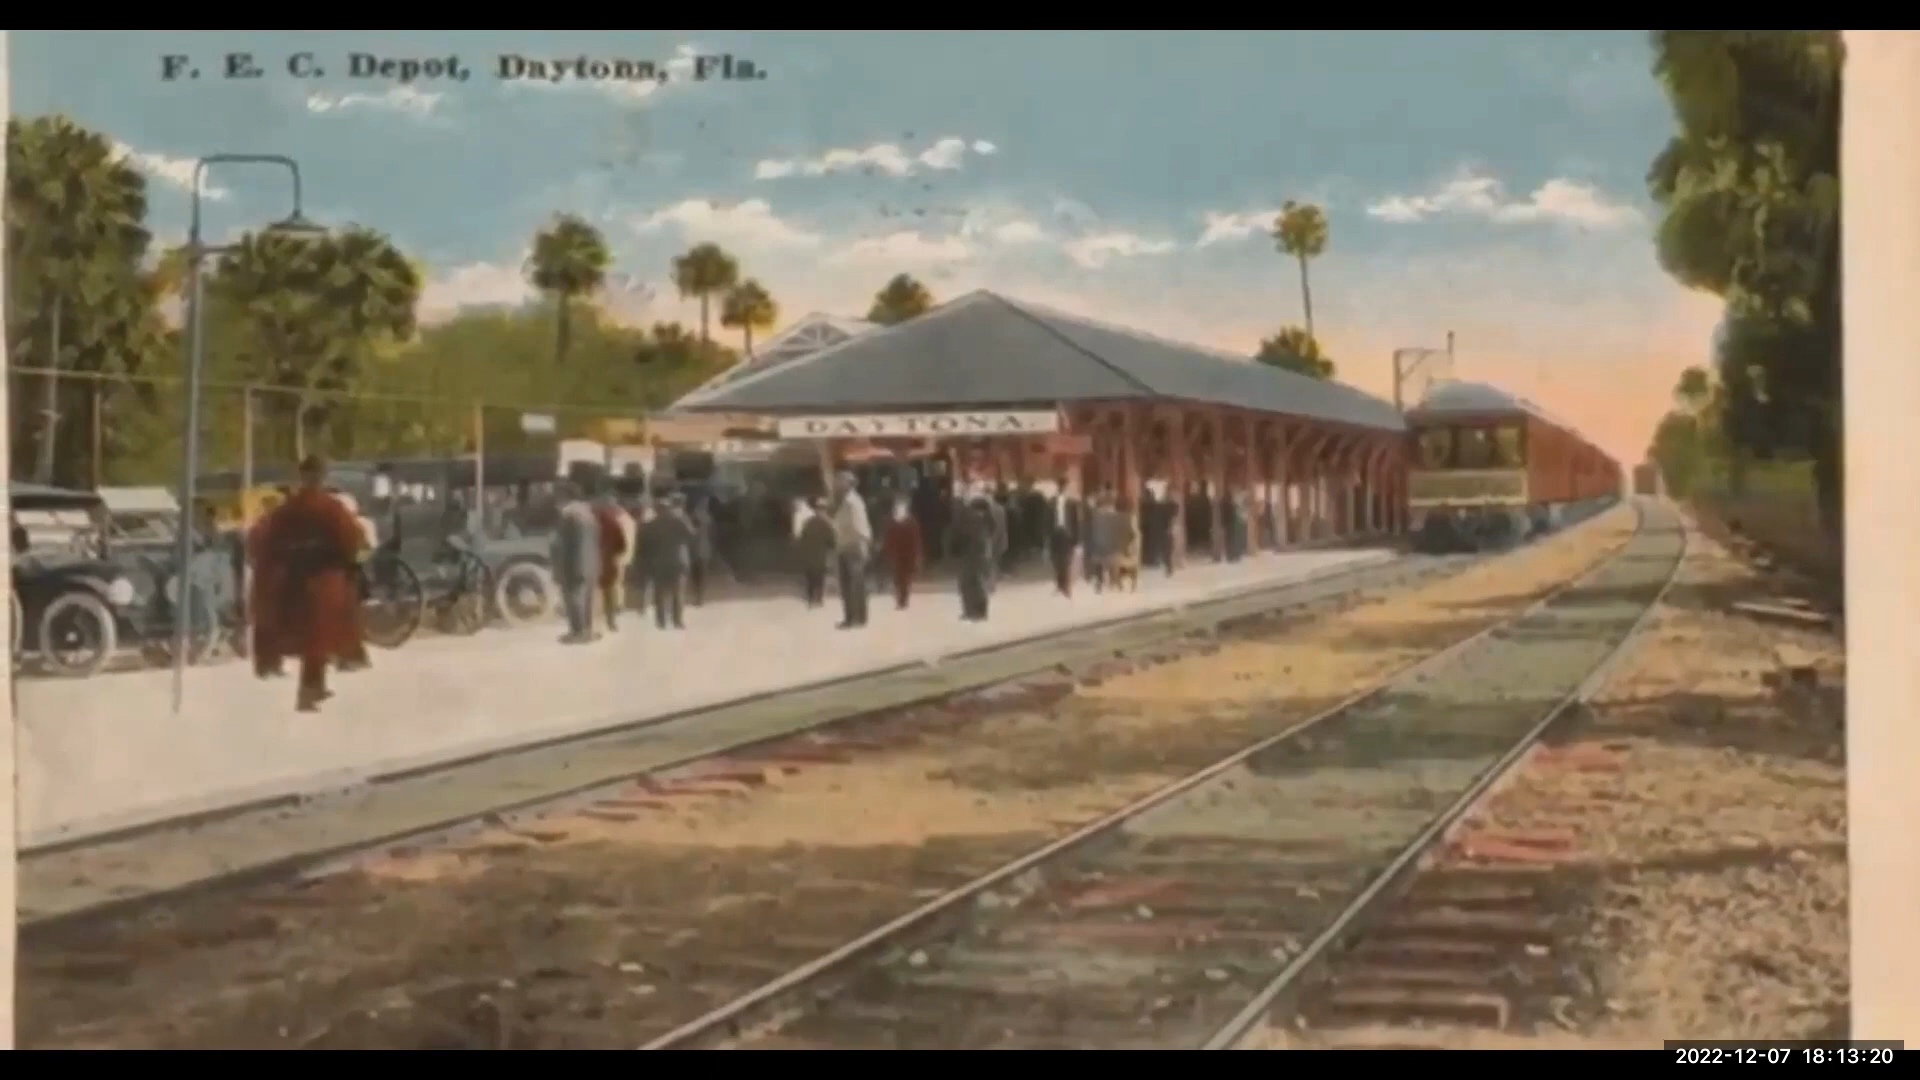 F. E. C. Depot, Daytona, Fla.
DAYTONA.
2022-12-07 18:13:20